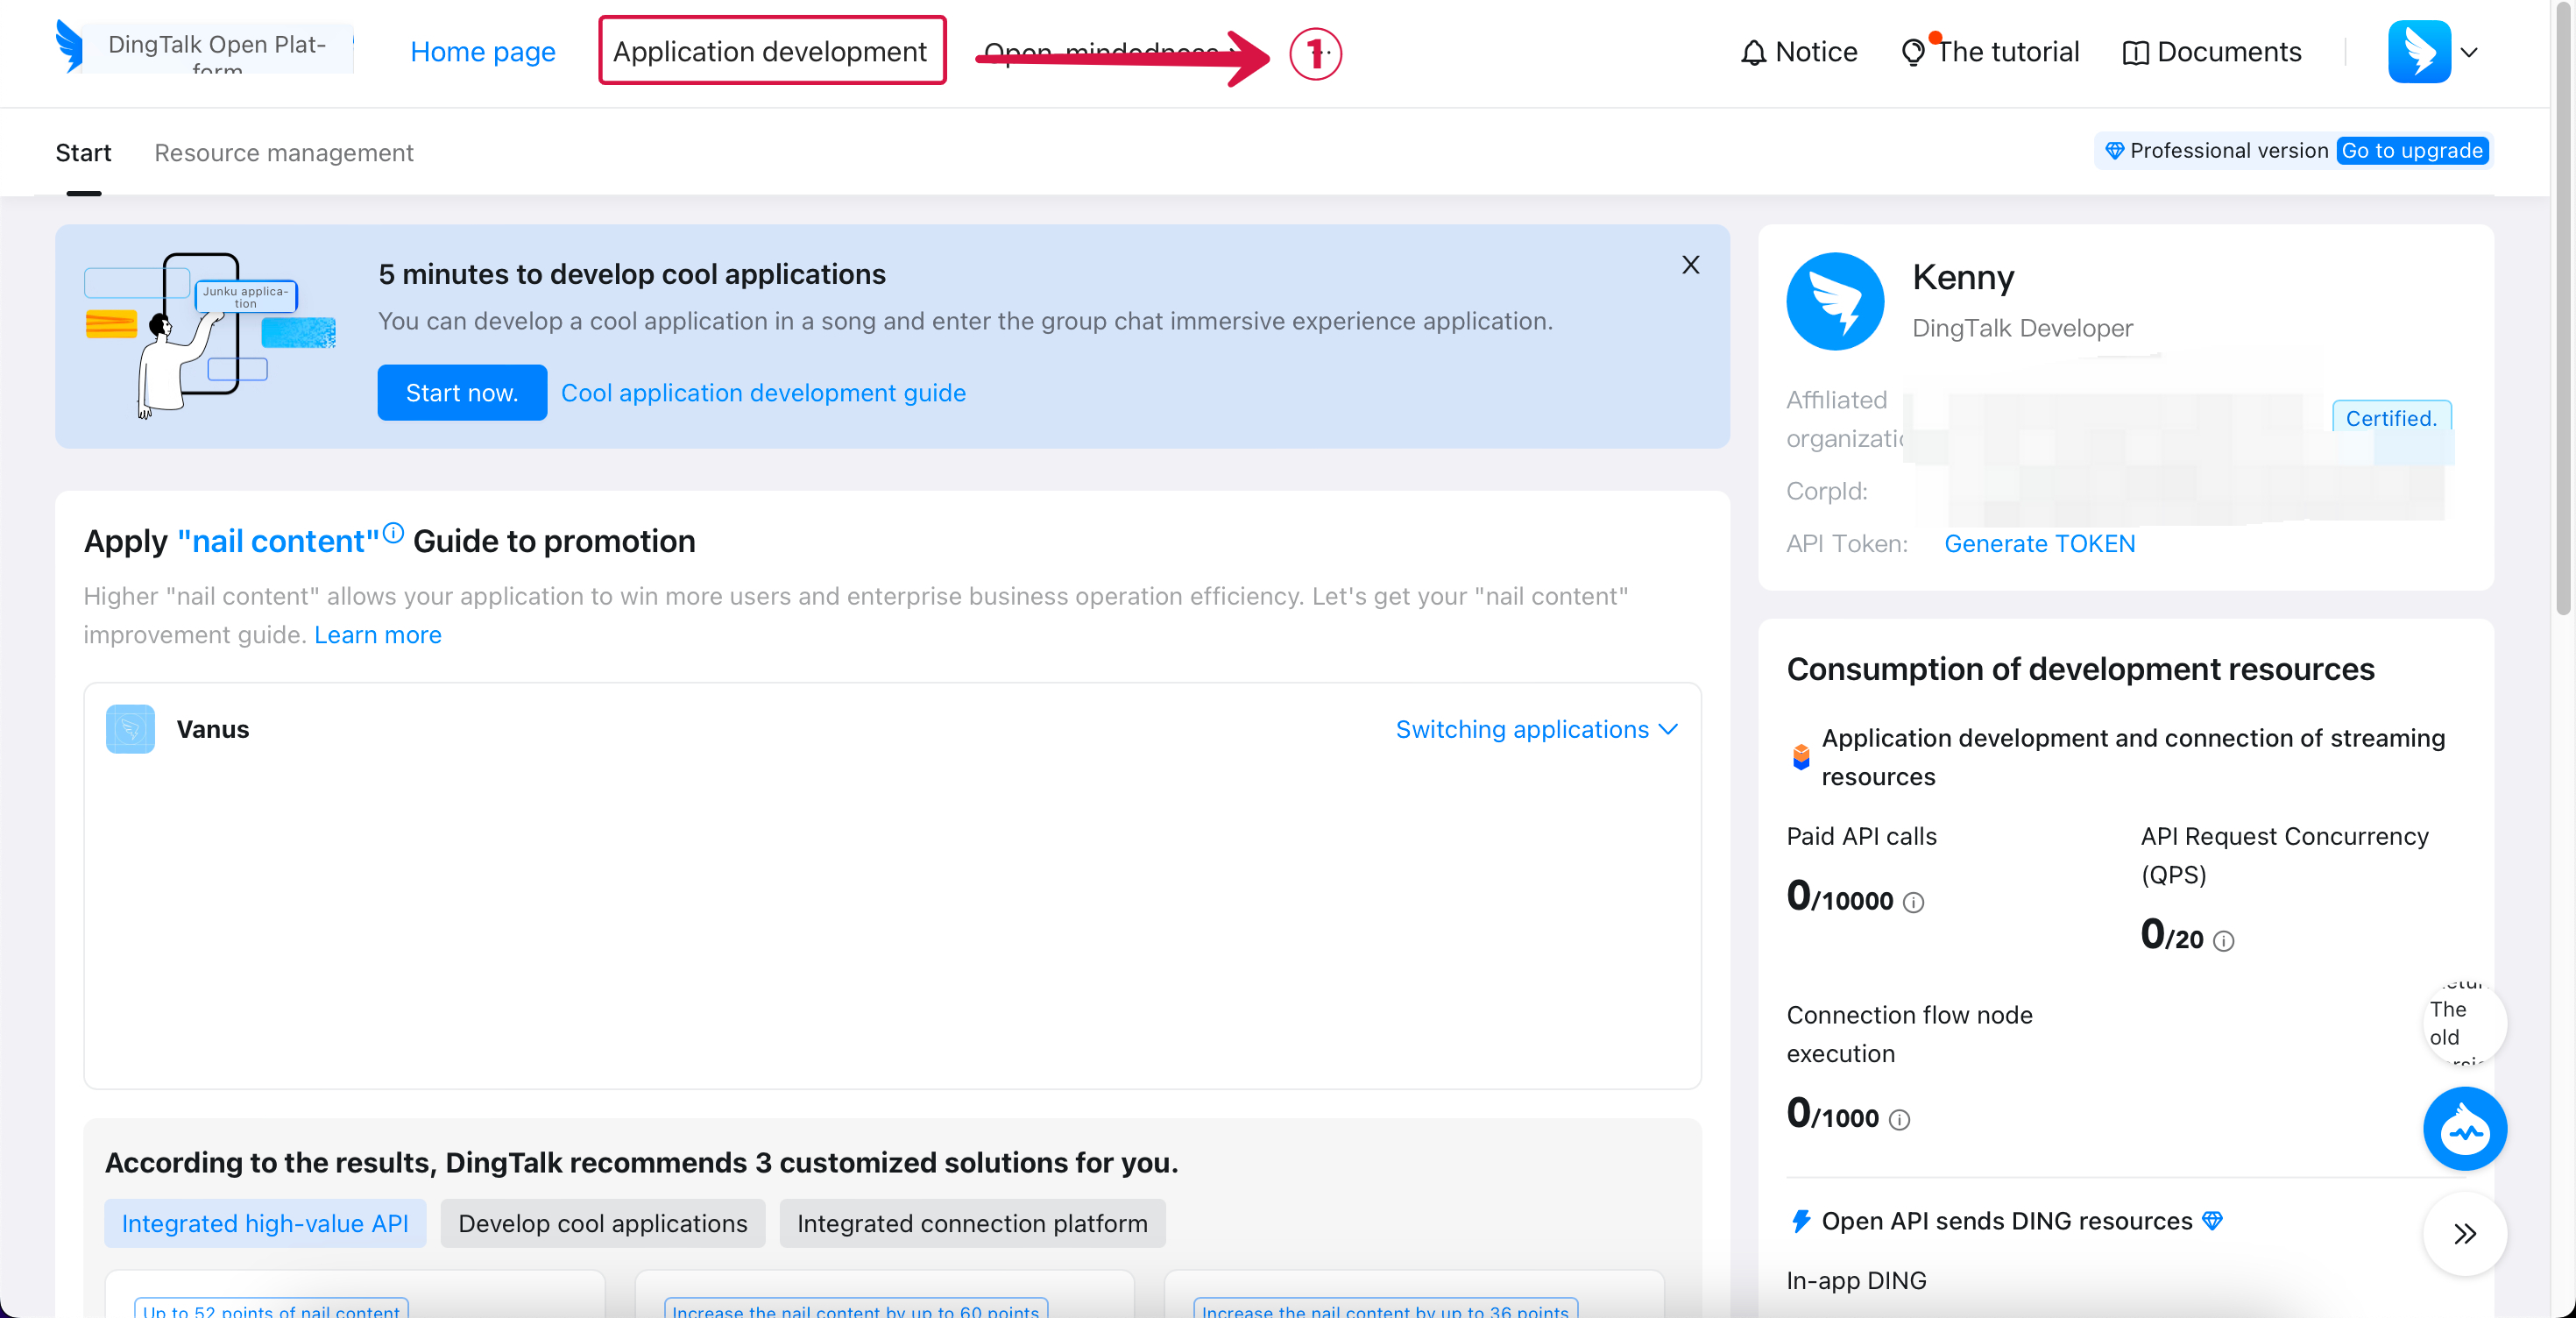 DingTalk Open Plat-
form
Home page
Application development
Open-mindedness
1
Notice
The tutorial
Documents
Start
Resource management
Professional version
Go to upgrade
Junku applica-
tion
5 minutes to develop cool applications
You can develop a cool application in a song and enter the group chat immersive experience application.
Start now.
Cool application development guide
Kenny
DingTalk Developer
Affiliated
Certified.
CorpId:
API Token:
Generate TOKEN
Apply "nail content" Guide to promotion
Higher "nail content" allows your application to win more users and enterprise business operation efficiency. Let's get your "nail content"
improvement guide. Learn more
Vanus
Switching applications
Consumption of development resources
Application development and connection of streaming
resources
Paid API calls
0/10000
API Request Concurrency
(QPS)
0/20
Connection flow node
execution
0/1000
The
old
According to the results, DingTalk recommends 3 customized solutions for you.
Integrated high-value API
Develop cool applications
Integrated connection platform
Open API sends DING resources
In-app DING
Up to 52 points of nail content
Increase the nail content by up to 60 points
Increase the nail content by up to 36 points